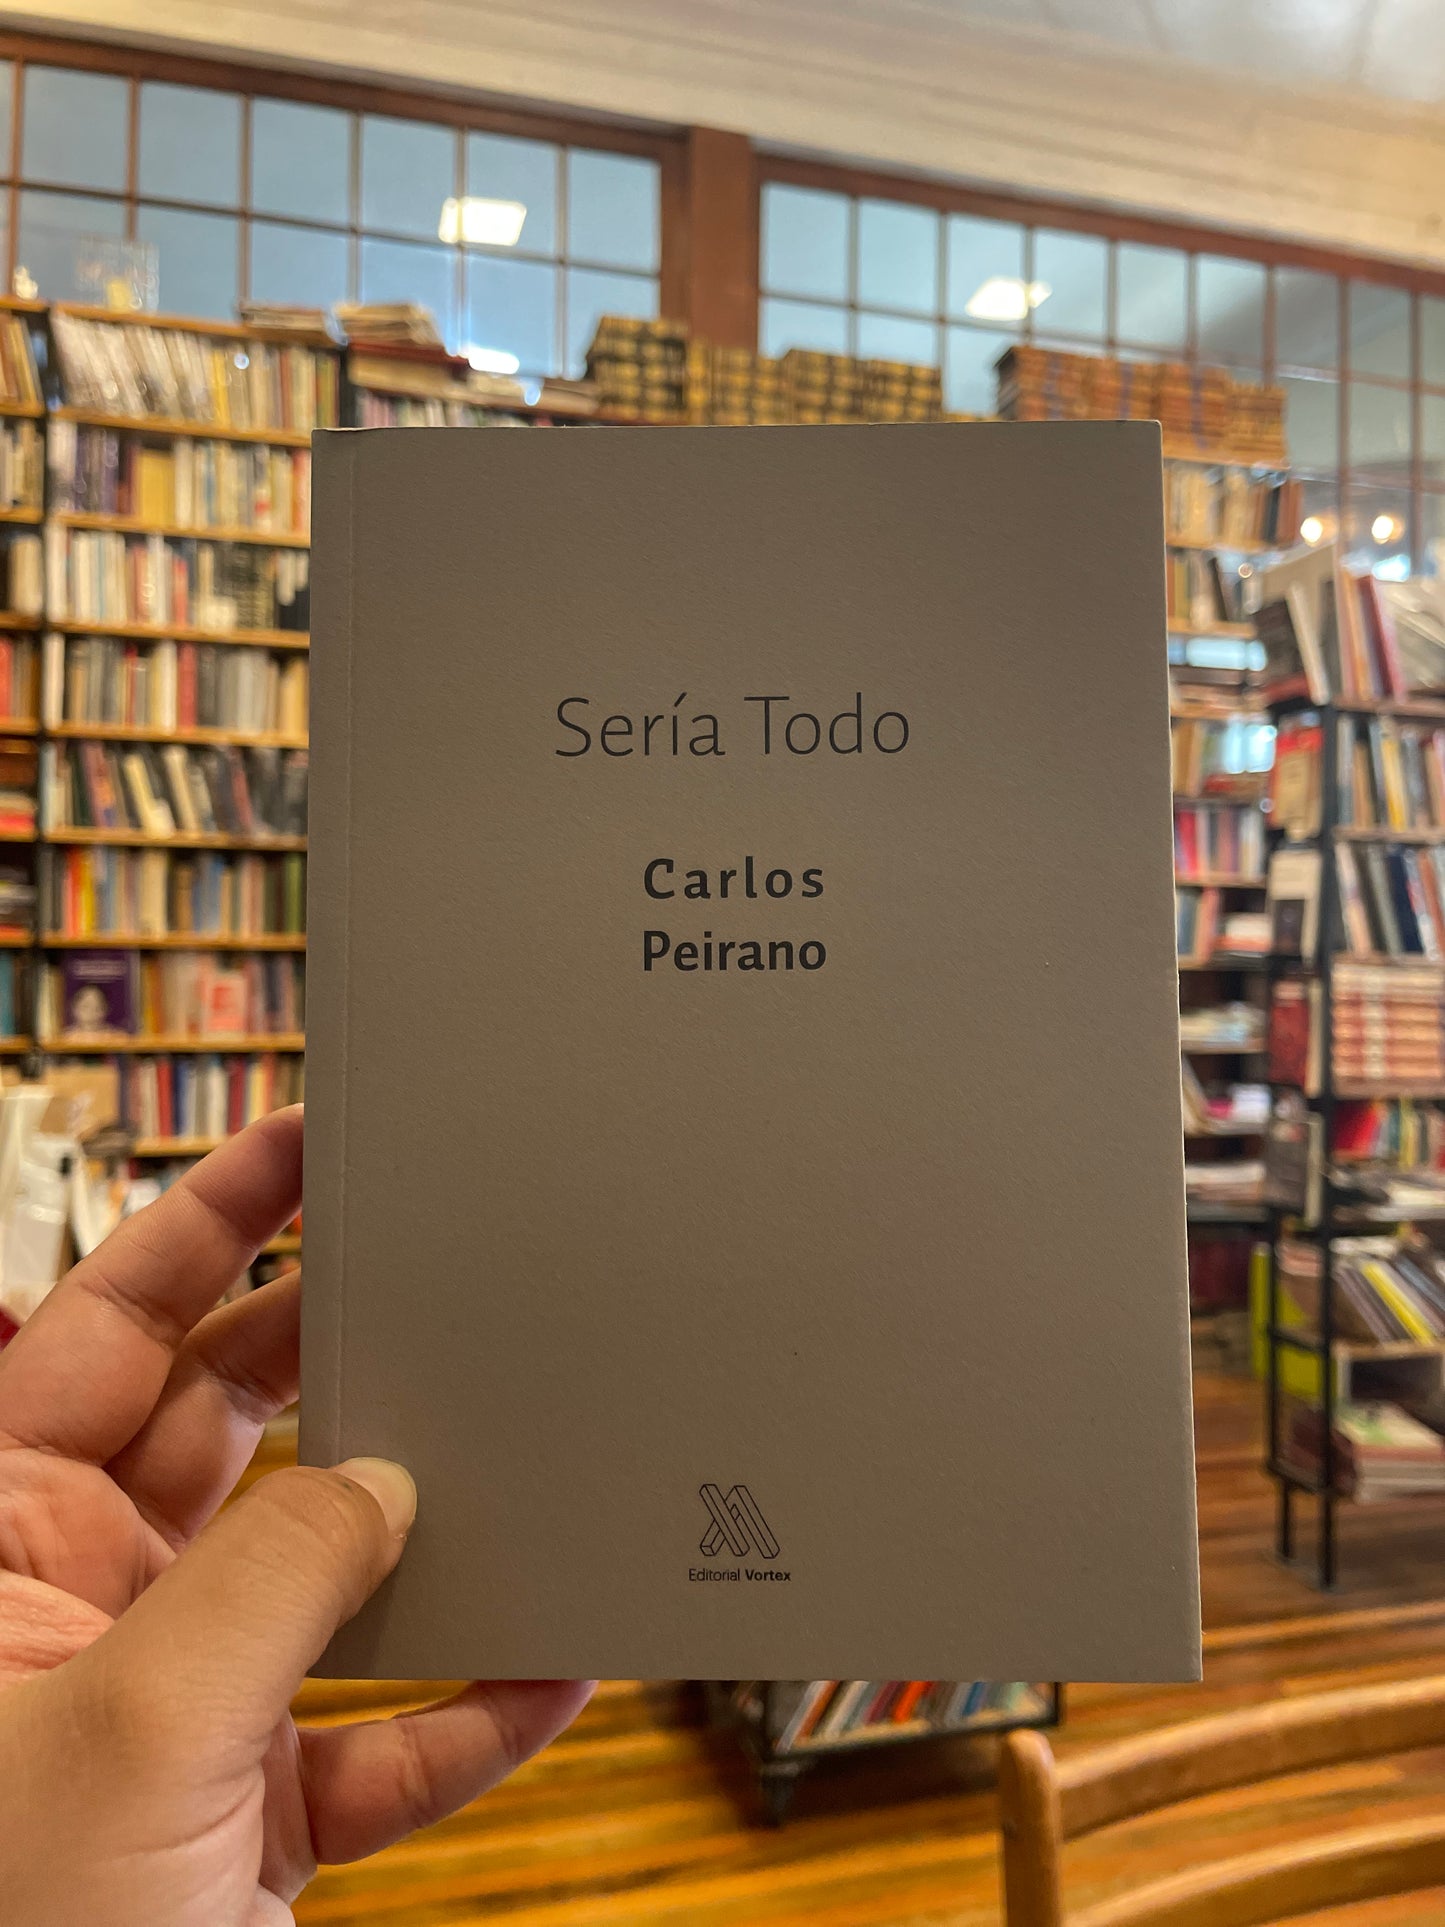 Sería Todo
Carlos
Peirano
Editorial Vortex